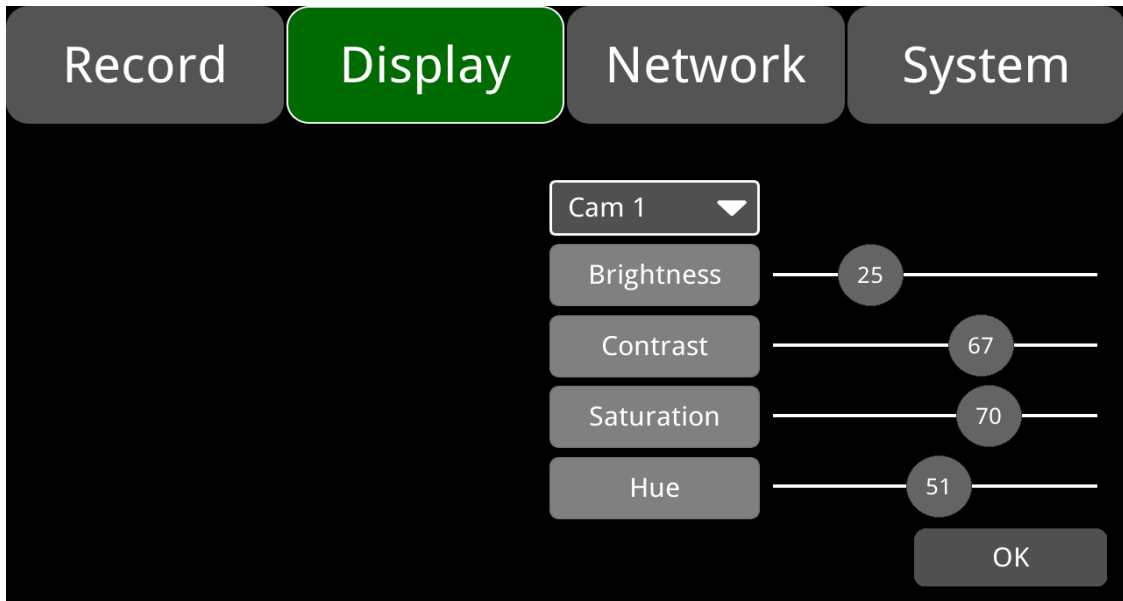 Record Display Network System
Cam 1
Brightness 25
Contrast 67
Saturation 70
Hue 51
OK